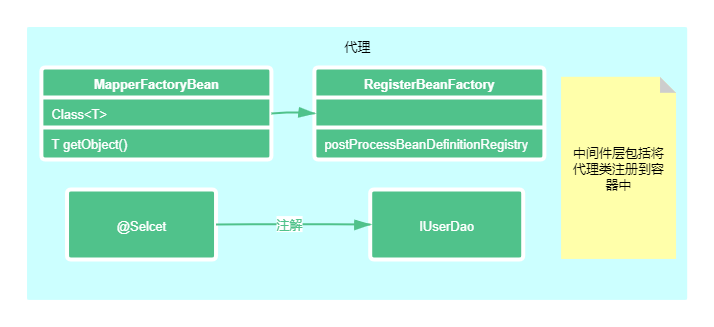 代理
MapperFactoryBean
RegisterBeanFactory
Class<T>
T getObject()
postProcessBeanDefinitionRegistry
中间件层包括将
代理类注册到容
器中
@Selcet
注解
IUserDao